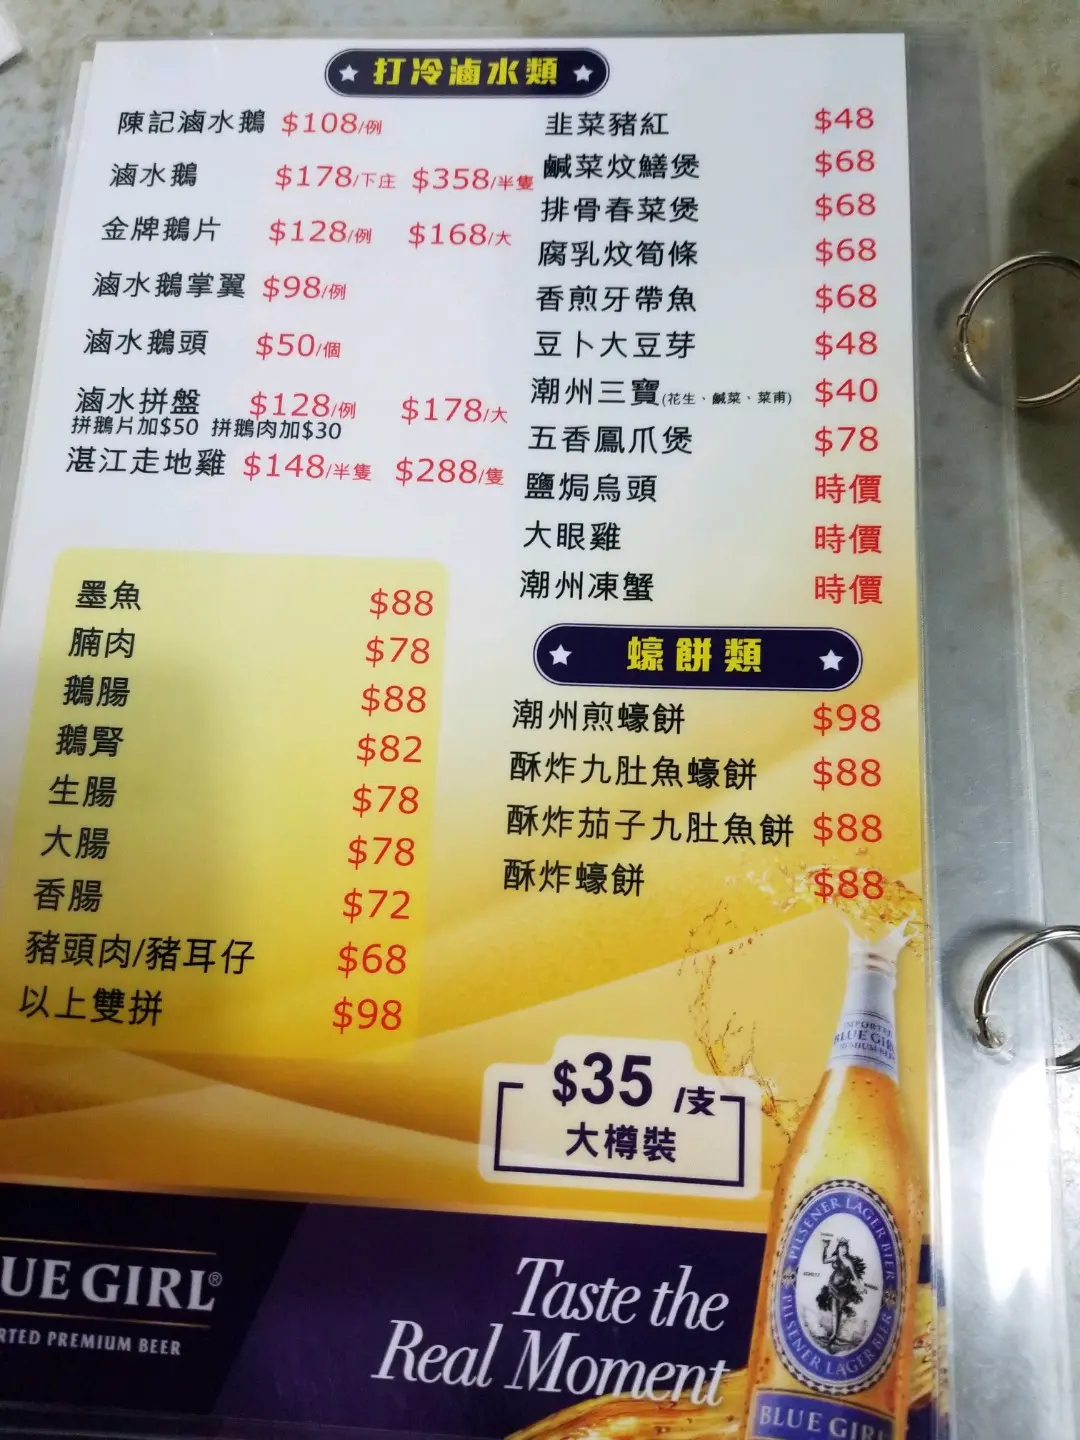 打冷滷水類
陳記滷水鵝 $108/例
滷水鵝 $178/下庄 $358/半隻
金牌鵝片 $128/例 $168/大
滷水鵝掌翼 $98/例
滷水鵝頭 $50/個
滷水拼盤 $128/例 $178/大
拼鵝片加$50 拼鵝肉加$30
湛江走地雞 $148/半隻 $288/隻
韭菜豬紅 $48
鹹菜炆鱔煲 $68
排骨春菜煲 $68
腐乳炆筍條 $68
香煎牙帶魚 $68
豆卜大豆芽 $48
潮州三寶(花生、鹹菜、菜甫) $40
五香鳳爪煲 $78
鹽焗烏頭 時價
大眼雞 時價
潮州凍蟹 時價
墨魚 $88
腩肉 $78
鵝腸 $88
鵝腎 $82
生腸 $78
大腸 $78
香腸 $72
豬頭肉/豬耳仔 $68
以上雙拼 $98
蠔餅類
潮州煎蠔餅 $98
酥炸九肚魚蠔餅 $88
酥炸茄子九肚魚餅 $88
酥炸蠔餅 $88
$35/支
大樽裝
UE GIRL®
RTED PREMIUM BEER
Taste the
Real Moment
IMPORTED
BLUE GIRL
PREMIUM BEER
PILSENER LAGER BIER
PILSENER LAGER BIER
BLUE GIRL